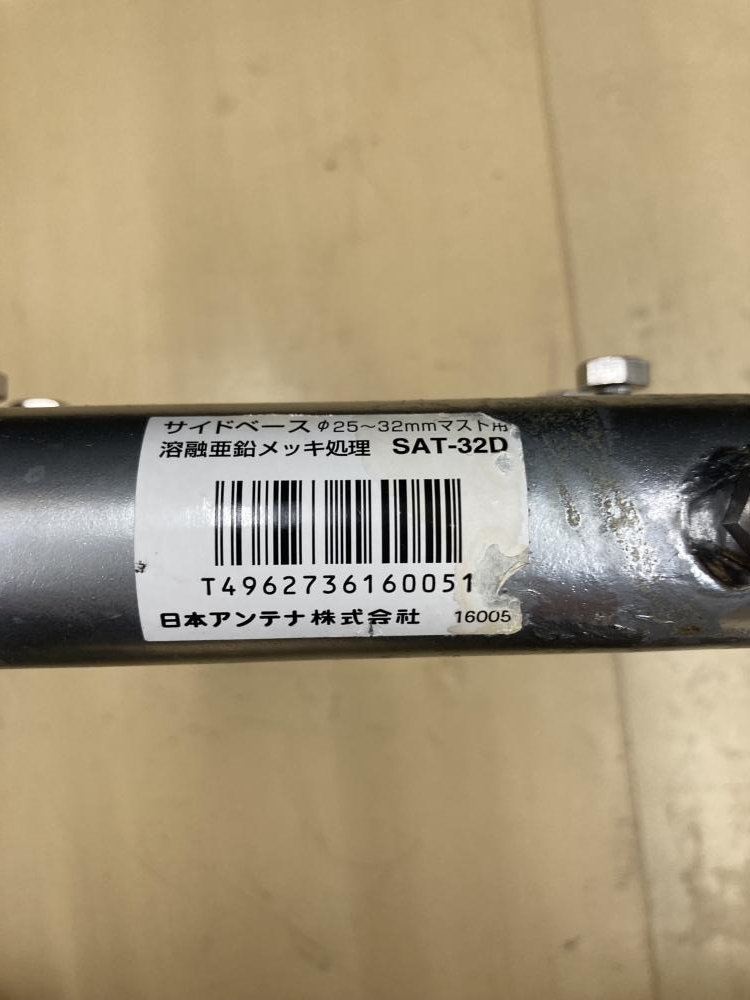 サイドベース φ25～32mmマスト用
溶融亜鉛メッキ処理 SAT-32D
T4962736160051
日本アンテナ株式会社 16005